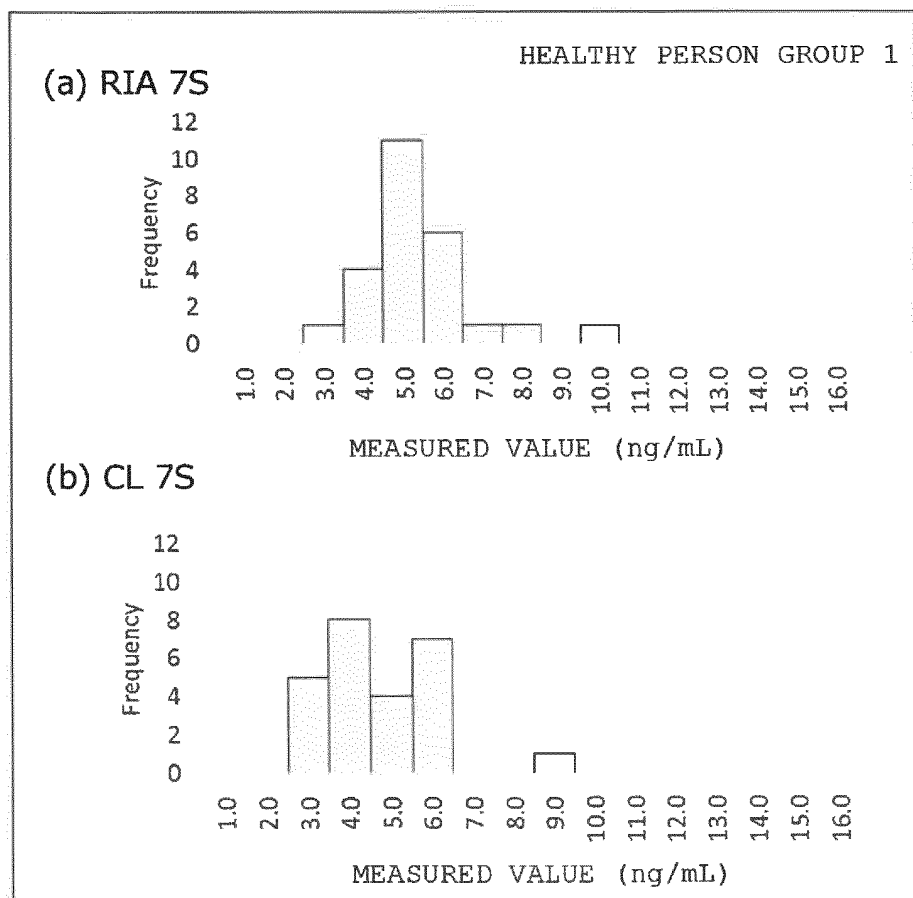 HEALTHY PERSON GROUP 1
(a) RIA 7S
12
10
8
6
4
2
0
Frequency
1.0 2.0 3.0 4.0 5.0 6.0 7.0 8.0 9.0 10.0 11.0 12.0 13.0 14.0 15.0 16.0
MEASURED VALUE (ng/mL)
(b) CL 7S
12
10
8
6
4
2
0
Frequency
1.0 2.0 3.0 4.0 5.0 6.0 7.0 8.0 9.0 10.0 11.0 12.0 13.0 14.0 15.0 16.0
MEASURED VALUE (ng/mL)